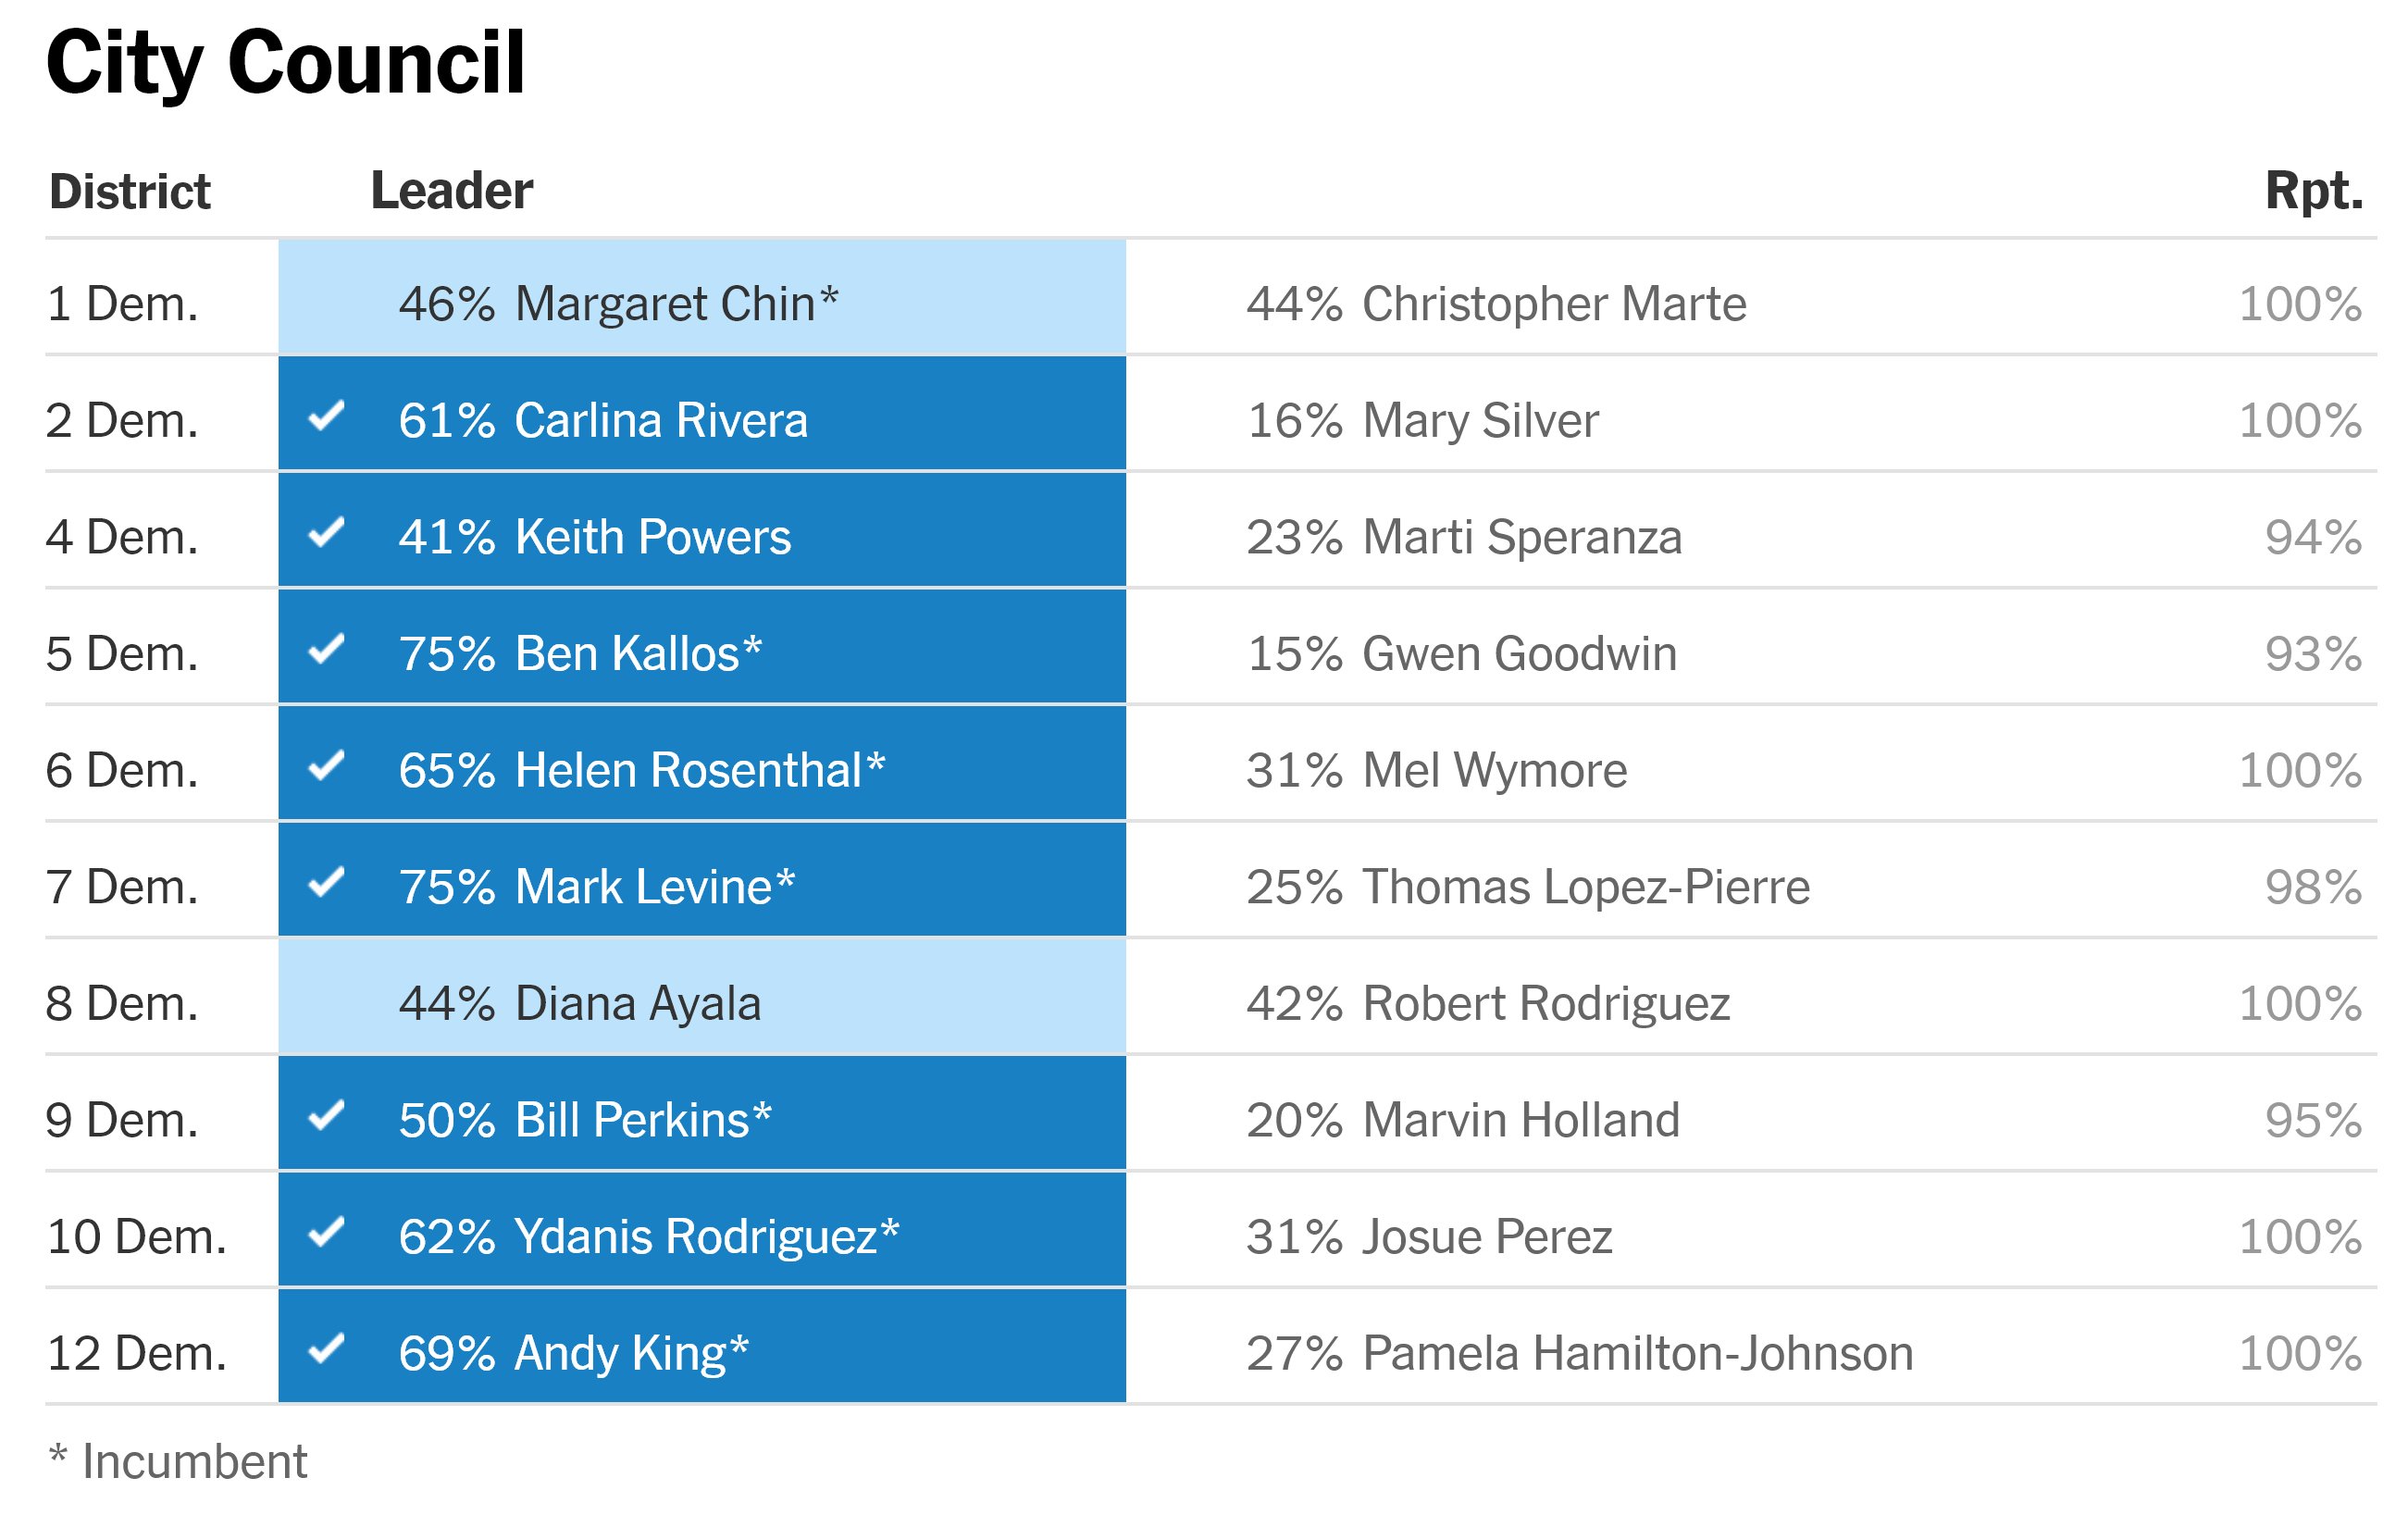 City Council
District Leader Rpt.
1 Dem. 46% Margaret Chin* 44% Christopher Marte 100%
2 Dem. 61% Carlina Rivera 16% Mary Silver 100%
4 Dem. 41% Keith Powers 23% Marti Speranza 94%
5 Dem. 75% Ben Kallos* 15% Gwen Goodwin 93%
6 Dem. 65% Helen Rosenthal* 31% Mel Wymore 100%
7 Dem. 75% Mark Levine* 25% Thomas Lopez-Pierre 98%
8 Dem. 44% Diana Ayala 42% Robert Rodriguez 100%
9 Dem. 50% Bill Perkins* 20% Marvin Holland 95%
10 Dem. 62% Ydanis Rodriguez* 31% Josue Perez 100%
12 Dem. 69% Andy King* 27% Pamela Hamilton-Johnson 100%
* Incumbent